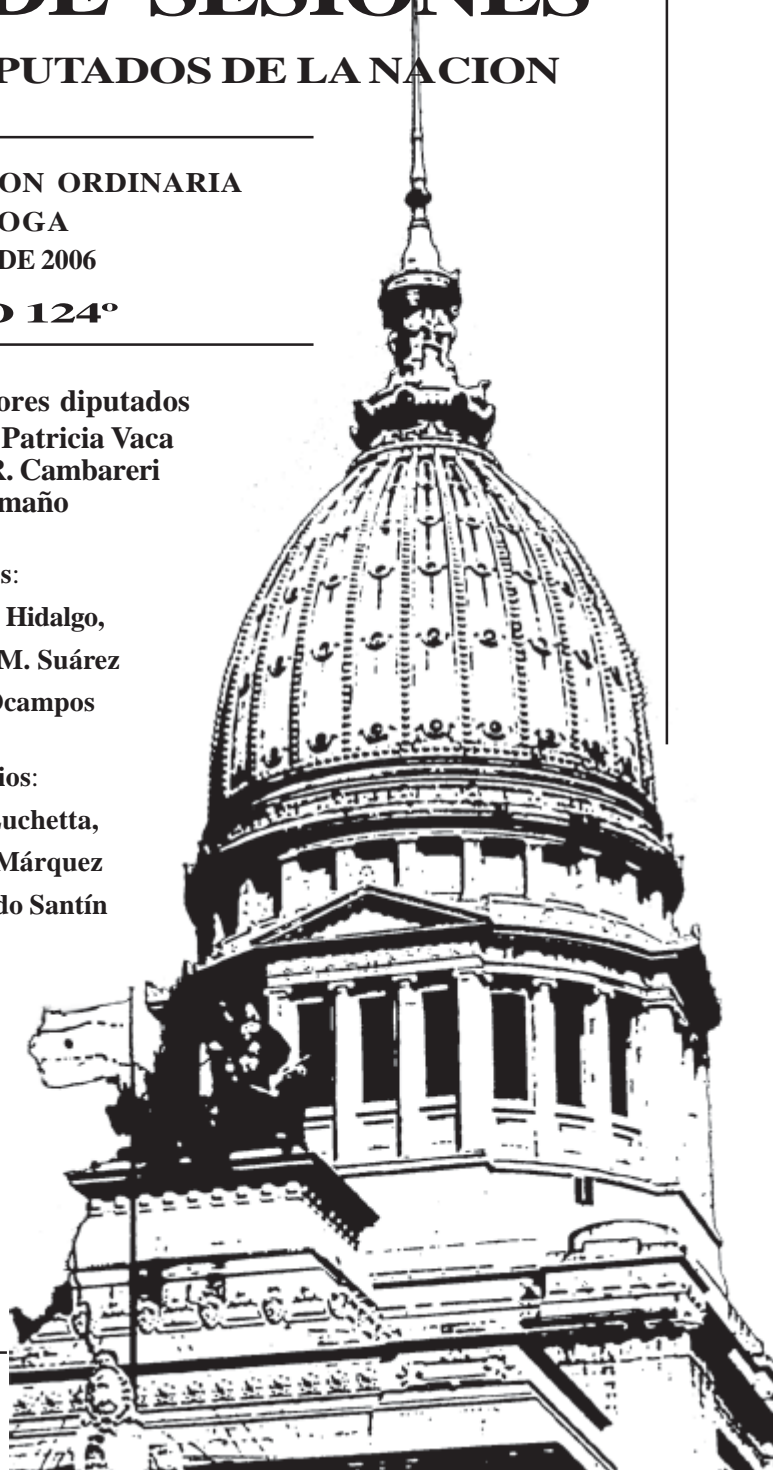 DE SESIONES
PUTADOS DE LA NACION
ON ORDINARIA
OGA
DE 2006
O 124º
ores diputados
Patricia Vaca
R. Cambareri
maño
s:
Hidalgo,
M. Suárez
Ocampos
ios:
Luchetta,
Márquez
do Santín